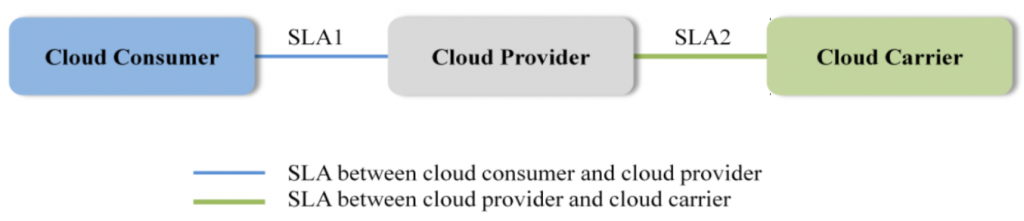 SLA1
SLA2
Cloud Consumer
Cloud Provider
Cloud Carrier
SLA between cloud consumer and cloud provider
SLA between cloud provider and cloud carrier